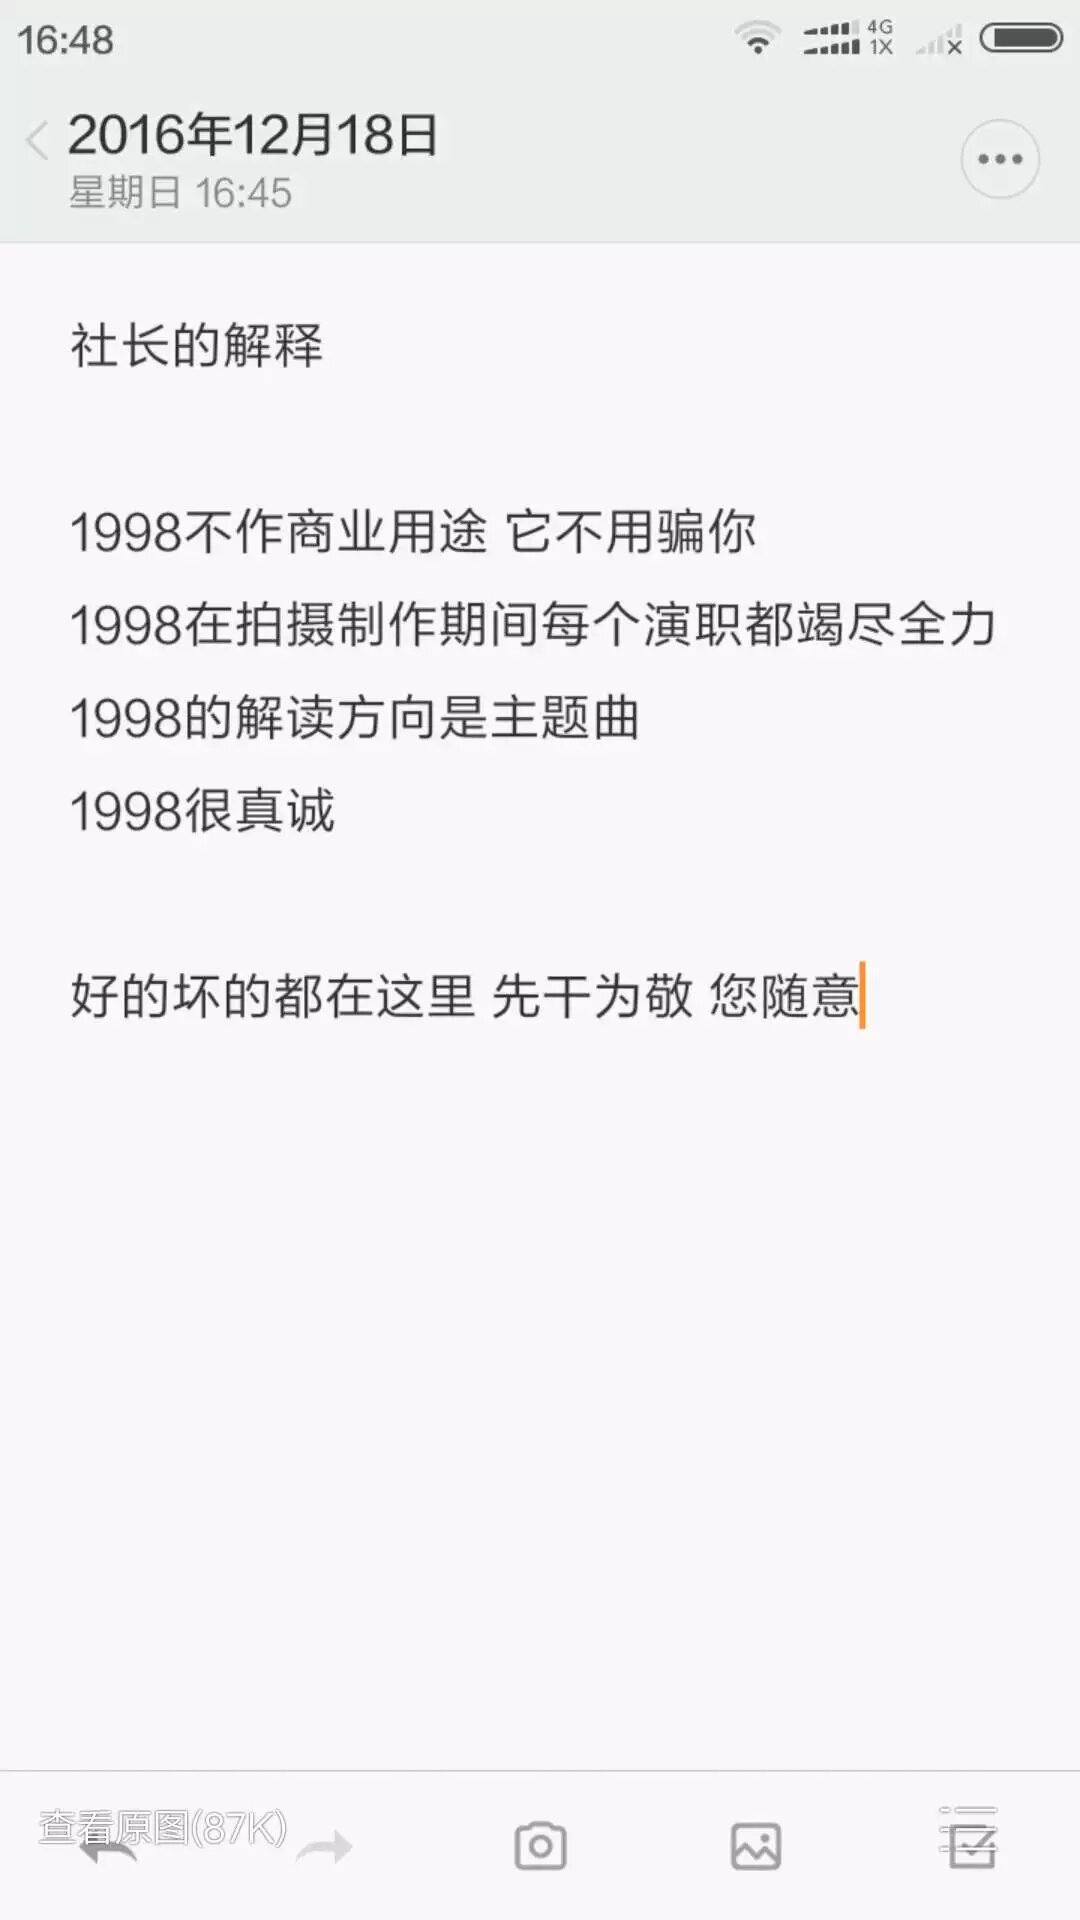 16:48
4G
1X
2016年12月18日
星期日 16:45
社长的解释
1998不作商业用途 它不用骗你
1998在拍摄制作期间每个演职都竭尽全力
1998的解读方向是主题曲
1998很真诚
好的坏的都在这里 先干为敬 您随意
查看原图(87K)